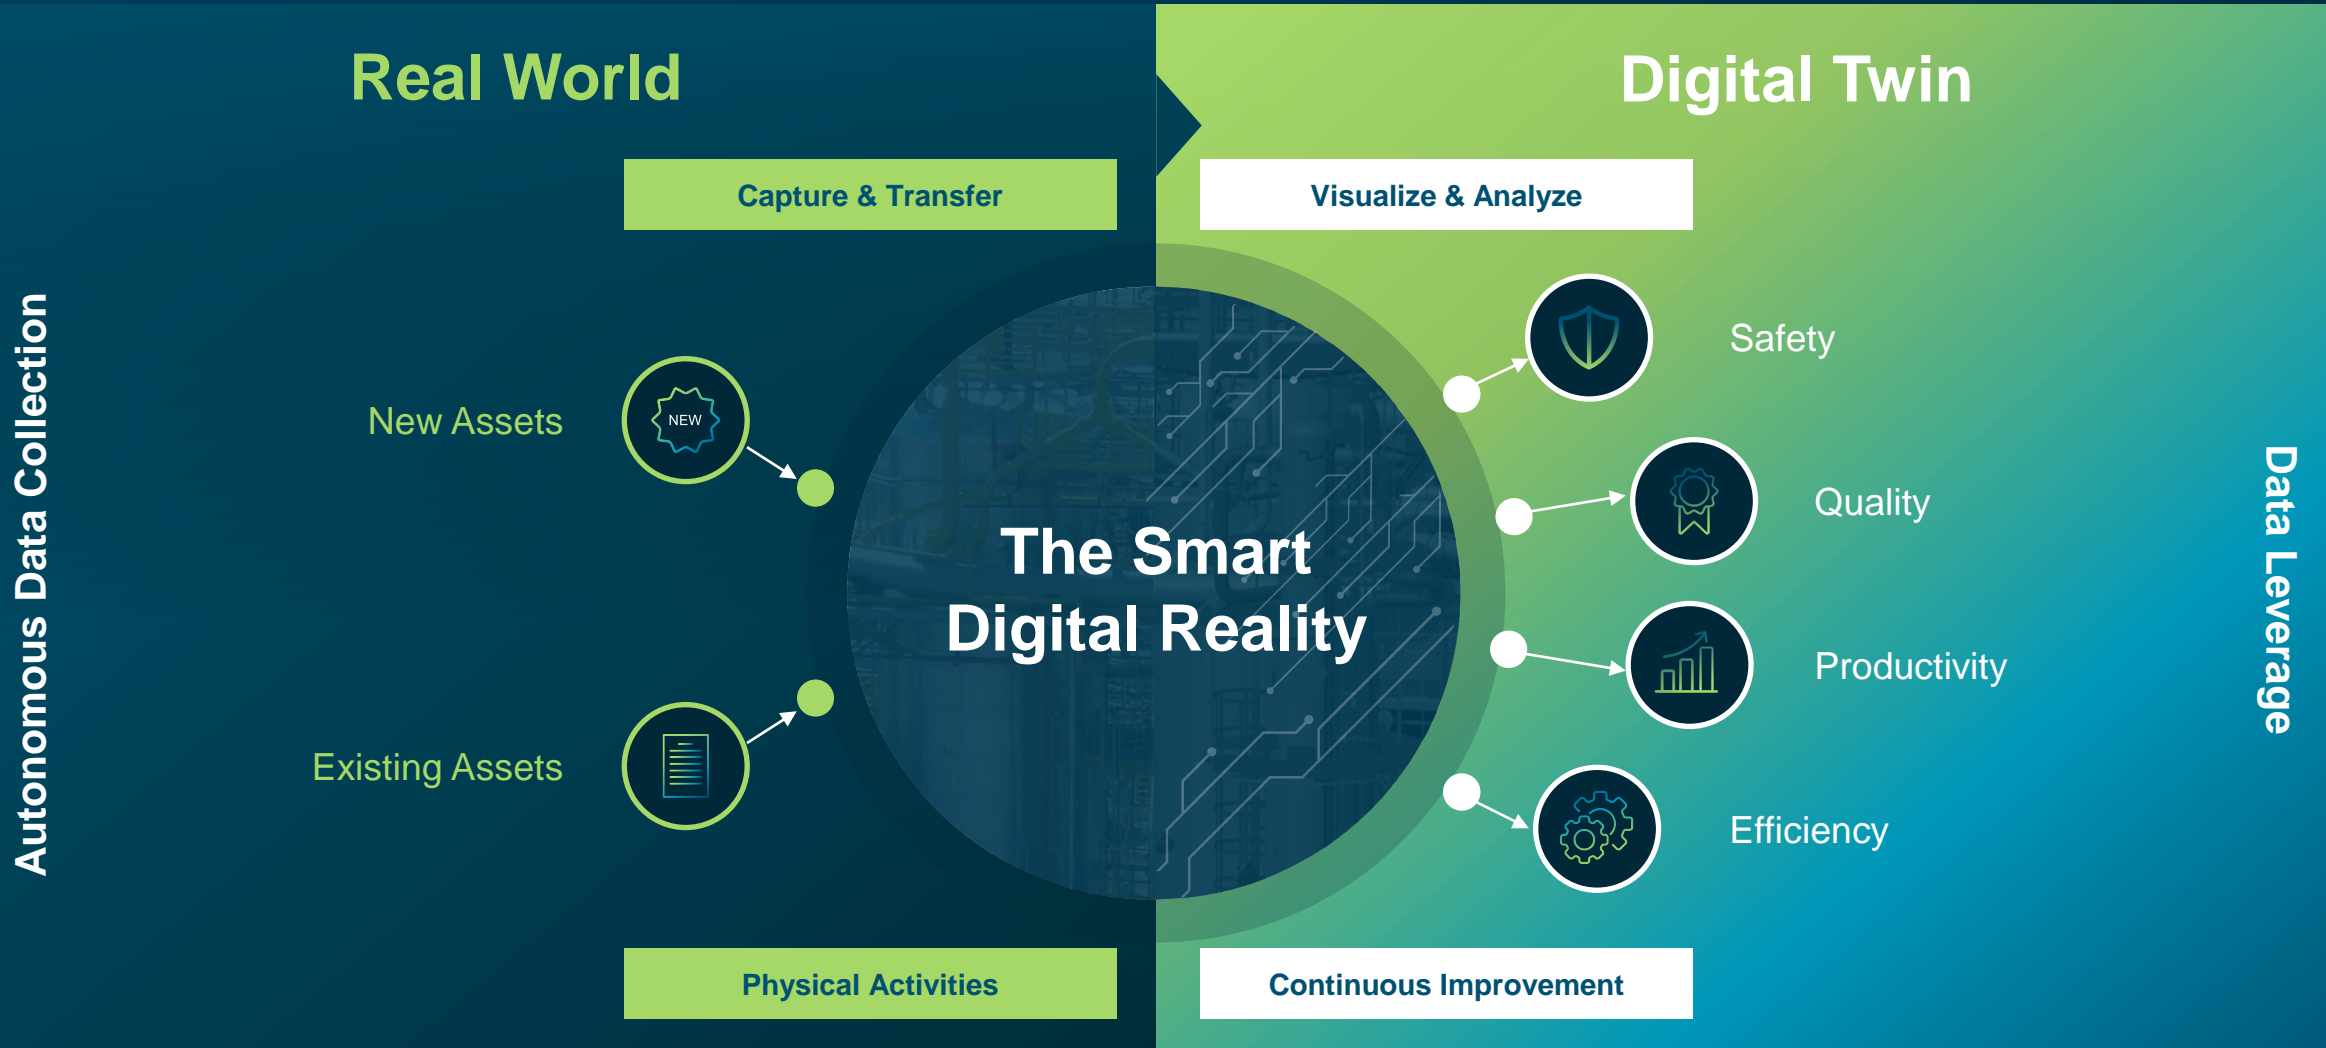 Real World
Digital Twin
Capture & Transfer
Visualize & Analyze
Autonomous Data Collection
New Assets
NEW
Existing Assets
The Smart
Digital Reality
Safety
Quality
Productivity
Efficiency
Data Leverage
Physical Activities
Continuous Improvement